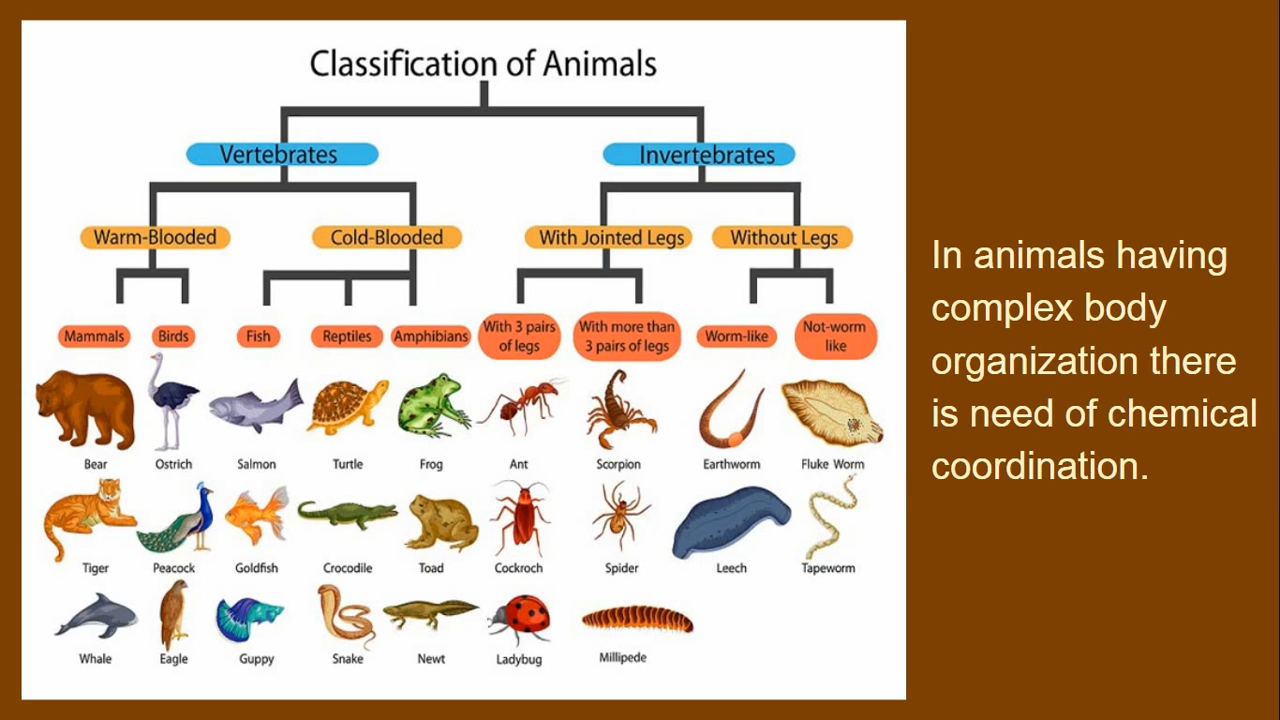 Classification of Animals
Vertebrates
Invertebrates
Warm-Blooded
Cold-Blooded
With Jointed Legs
Without Legs
Mammals
Birds
Fish
Reptiles
Amphibians
With 3 pairs
of legs
With more than
3 pairs of legs
Worm-like
Not-worm
like
Bear
Ostrich
Salmon
Turtle
Frog
Ant
Scorpion
Earthworm
Fluke Worm
Tiger
Peacock
Goldfish
Crocodile
Toad
Cockroch
Spider
Leech
Tapeworm
Whale
Eagle
Guppy
Snake
Newt
Ladybug
Millipede
In animals having
complex body
organization there
is need of chemical
coordination.